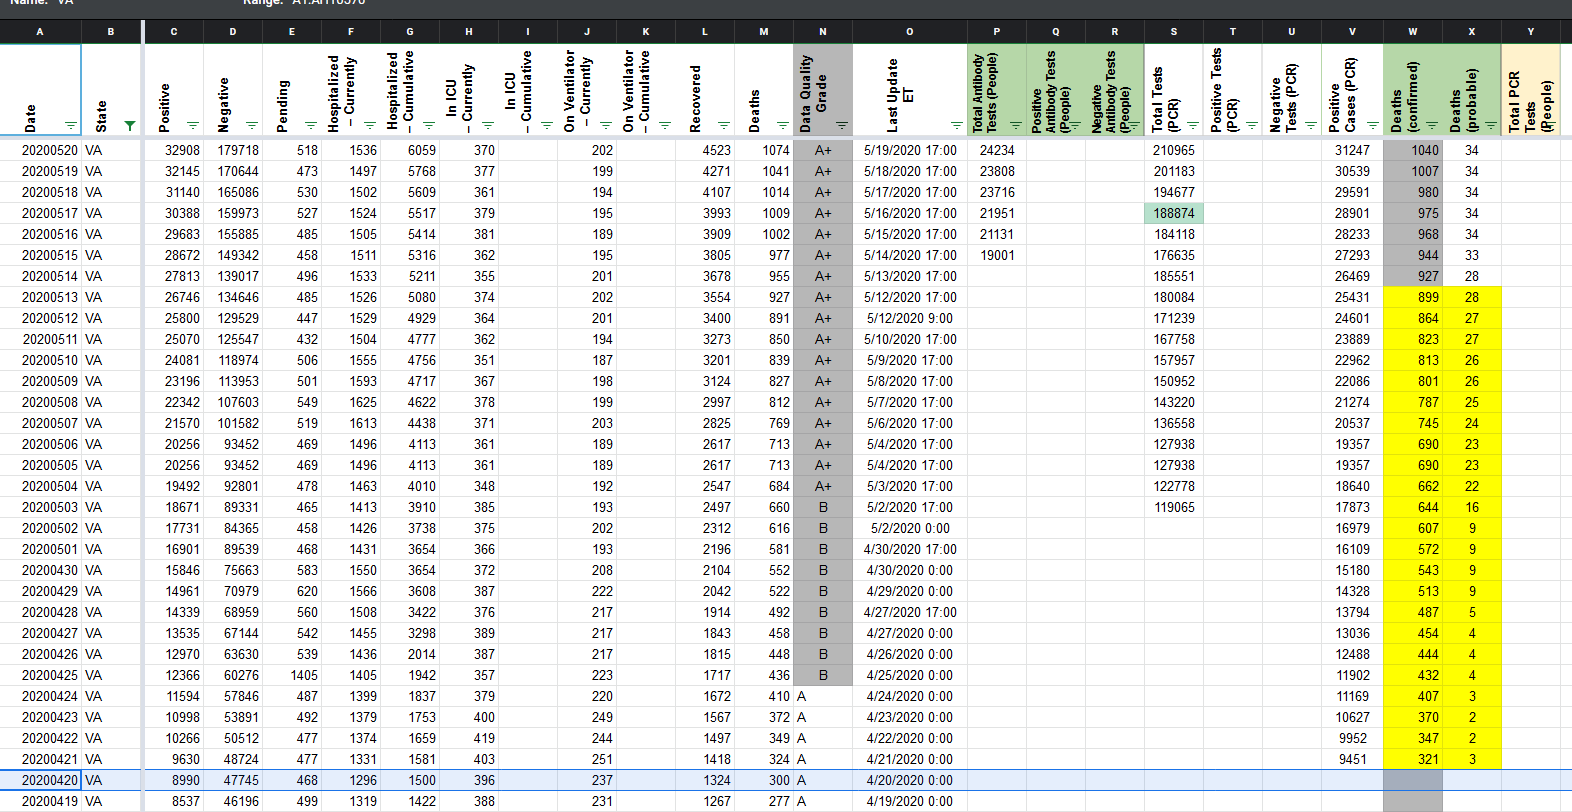 Name: VA Range: A1:AH10570
A B C D E F G H I J K L M N O P Q R S T U V W X Y
Date State Positive Negative Pending Hospitalized – Currently Hospitalized – Cumulative In ICU – Currently In ICU – Cumulative On Ventilator – Currently On Ventilator – Cumulative Recovered Deaths Data Quality Grade Last Update ET Total Antibody Tests (People) Positive Antibody Tests (People) Negative Antibody Tests (People) Total Tests (PCR) Positive Tests (PCR) Negative Tests (PCR) Positive Cases (PCR) Deaths (confirmed) Deaths (probable) Total PCR Tests (People)
20200520 VA 32908 179718 518 1536 6059 370 202 4523 1074 A+ 5/19/2020 17:00 24234 210965 31247 1040 34
20200519 VA 32145 170644 473 1497 5768 377 199 4271 1041 A+ 5/18/2020 17:00 23808 201183 30539 1007 34
20200518 VA 31140 165086 530 1502 5609 361 194 4107 1014 A+ 5/17/2020 17:00 23716 194677 29591 980 34
20200517 VA 30388 159973 527 1524 5517 379 195 3993 1009 A+ 5/16/2020 17:00 21951 188874 28901 975 34
20200516 VA 29683 155885 485 1505 5414 381 189 3909 1002 A+ 5/15/2020 17:00 21131 184118 28233 968 34
20200515 VA 28672 149342 458 1511 5316 362 195 3805 977 A+ 5/14/2020 17:00 19001 176635 27293 944 33
20200514 VA 27813 139017 496 1533 5211 355 201 3678 955 A+ 5/13/2020 17:00 185551 26469 927 28
20200513 VA 26746 134646 485 1526 5080 374 202 3554 927 A+ 5/12/2020 17:00 180084 25431 899 28
20200512 VA 25800 129529 447 1529 4929 364 201 3400 891 A+ 5/12/2020 9:00 171239 24601 864 27
20200511 VA 25070 125547 432 1504 4777 362 194 3273 850 A+ 5/10/2020 17:00 167758 23889 823 27
20200510 VA 24081 118974 506 1555 4756 351 187 3201 839 A+ 5/9/2020 17:00 157957 22962 813 26
20200509 VA 23196 113953 501 1593 4717 367 198 3124 827 A+ 5/8/2020 17:00 150952 22086 801 26
20200508 VA 22342 107603 549 1625 4622 378 199 2997 812 A+ 5/7/2020 17:00 143220 21274 787 25
20200507 VA 21570 101582 519 1613 4438 371 203 2825 769 A+ 5/6/2020 17:00 136558 20537 745 24
20200506 VA 20256 93452 469 1496 4113 361 189 2617 713 A+ 5/4/2020 17:00 127938 19357 690 23
20200505 VA 20256 93452 469 1496 4113 361 189 2617 713 A+ 5/4/2020 17:00 127938 19357 690 23
20200504 VA 19492 92801 478 1463 4010 348 192 2547 684 A+ 5/3/2020 17:00 122778 18640 662 22
20200503 VA 18671 89331 465 1413 3910 385 193 2497 660 B 5/2/2020 17:00 119065 17873 644 16
20200502 VA 17731 84365 458 1426 3738 375 202 2312 616 B 5/2/2020 0:00 16979 607 9
20200501 VA 16901 89539 468 1431 3654 366 193 2196 581 B 4/30/2020 17:00 16109 572 9
20200430 VA 15846 75663 583 1550 3654 372 208 2104 552 B 4/30/2020 0:00 15180 543 9
20200429 VA 14961 70979 620 1566 3608 387 222 2042 522 B 4/29/2020 0:00 14328 513 9
20200428 VA 14339 68959 560 1508 3422 376 217 1914 492 B 4/27/2020 17:00 13794 487 5
20200427 VA 13535 67144 542 1455 3298 389 217 1843 458 B 4/27/2020 0:00 13036 454 4
20200426 VA 12970 63630 539 1436 2014 387 217 1815 448 B 4/26/2020 0:00 12488 444 4
20200425 VA 12366 60276 1405 1405 1942 357 223 1717 436 B 4/25/2020 0:00 11902 432 4
20200424 VA 11594 57846 487 1399 1837 379 220 1672 410 A 4/24/2020 0:00 11169 407 3
20200423 VA 10998 53891 492 1379 1753 400 249 1567 372 A 4/23/2020 0:00 10627 370 2
20200422 VA 10266 50512 477 1374 1659 419 244 1497 349 A 4/22/2020 0:00 9952 347 2
20200421 VA 9630 48724 477 1331 1581 403 251 1418 324 A 4/21/2020 0:00 9451 321 3
20200420 VA 8990 47745 468 1296 1500 396 237 1324 300 A 4/20/2020 0:00
20200419 VA 8537 46196 499 1319 1422 388 231 1267 277 A 4/19/2020 0:00